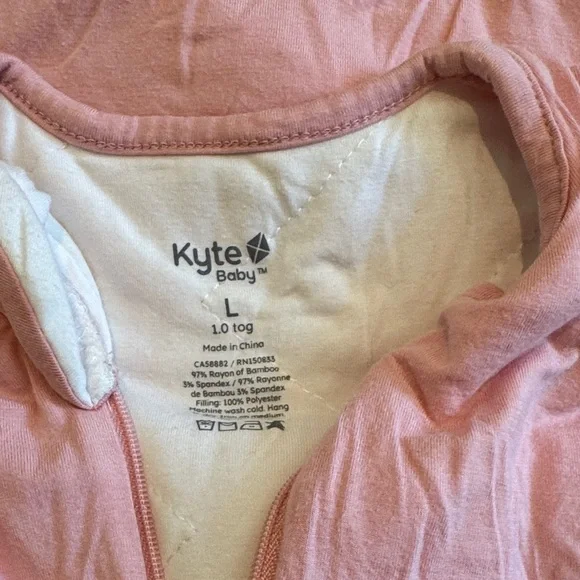 Kyte
Baby™
L
1.0 tog
Made in China
CA58882 / RN150833
97% Rayon of Bamboo
3% Spandex / 97% Rayonne
de Bambou 3% Spandex
Filling: 100% Polyester
Machine wash cold. Hang
medium.